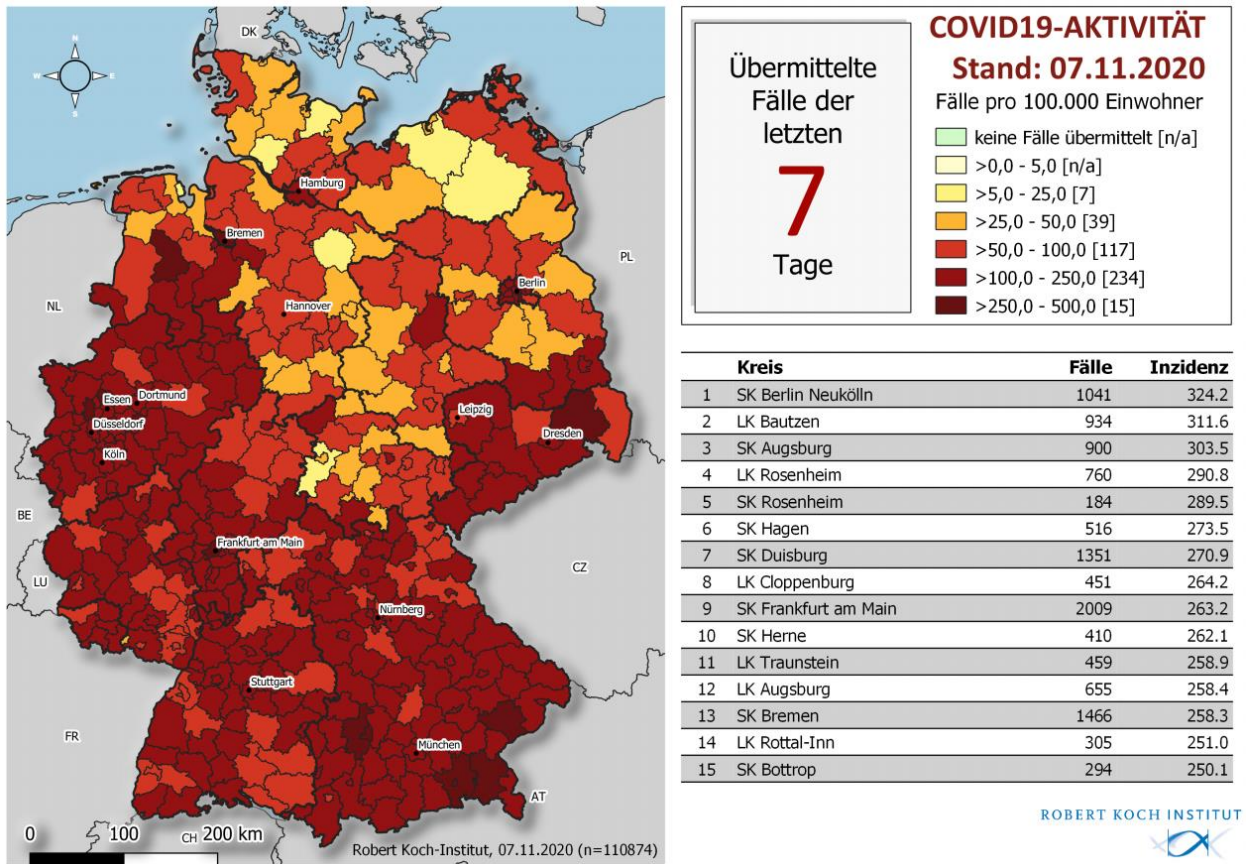 N
W
E
S
DK
PL
NL
BE
LU
FR
CZ
CH
AT
Hamburg
Bremen
Berlin
Hannover
Essen
Dortmund
Düsseldorf
Köln
Leipzig
Dresden
Frankfurt am Main
Nürnberg
Stuttgart
München
0 100 200 km
Robert Koch-Institut, 07.11.2020 (n=110874)
Übermittelte
Fälle der
letzten
7
Tage
COVID19-AKTIVITÄT
Stand: 07.11.2020
Fälle pro 100.000 Einwohner
keine Fälle übermittelt [n/a]
>0,0 - 5,0 [n/a]
>5,0 - 25,0 [7]
>25,0 - 50,0 [39]
>50,0 - 100,0 [117]
>100,0 - 250,0 [234]
>250,0 - 500,0 [15]
Kreis Fälle Inzidenz
1 SK Berlin Neukölln 1041 324.2
2 LK Bautzen 934 311.6
3 SK Augsburg 900 303.5
4 LK Rosenheim 760 290.8
5 SK Rosenheim 184 289.5
6 SK Hagen 516 273.5
7 SK Duisburg 1351 270.9
8 LK Cloppenburg 451 264.2
9 SK Frankfurt am Main 2009 263.2
10 SK Herne 410 262.1
11 LK Traunstein 459 258.9
12 LK Augsburg 655 258.4
13 SK Bremen 1466 258.3
14 LK Rottal-Inn 305 251.0
15 SK Bottrop 294 250.1
ROBERT KOCH INSTITUT